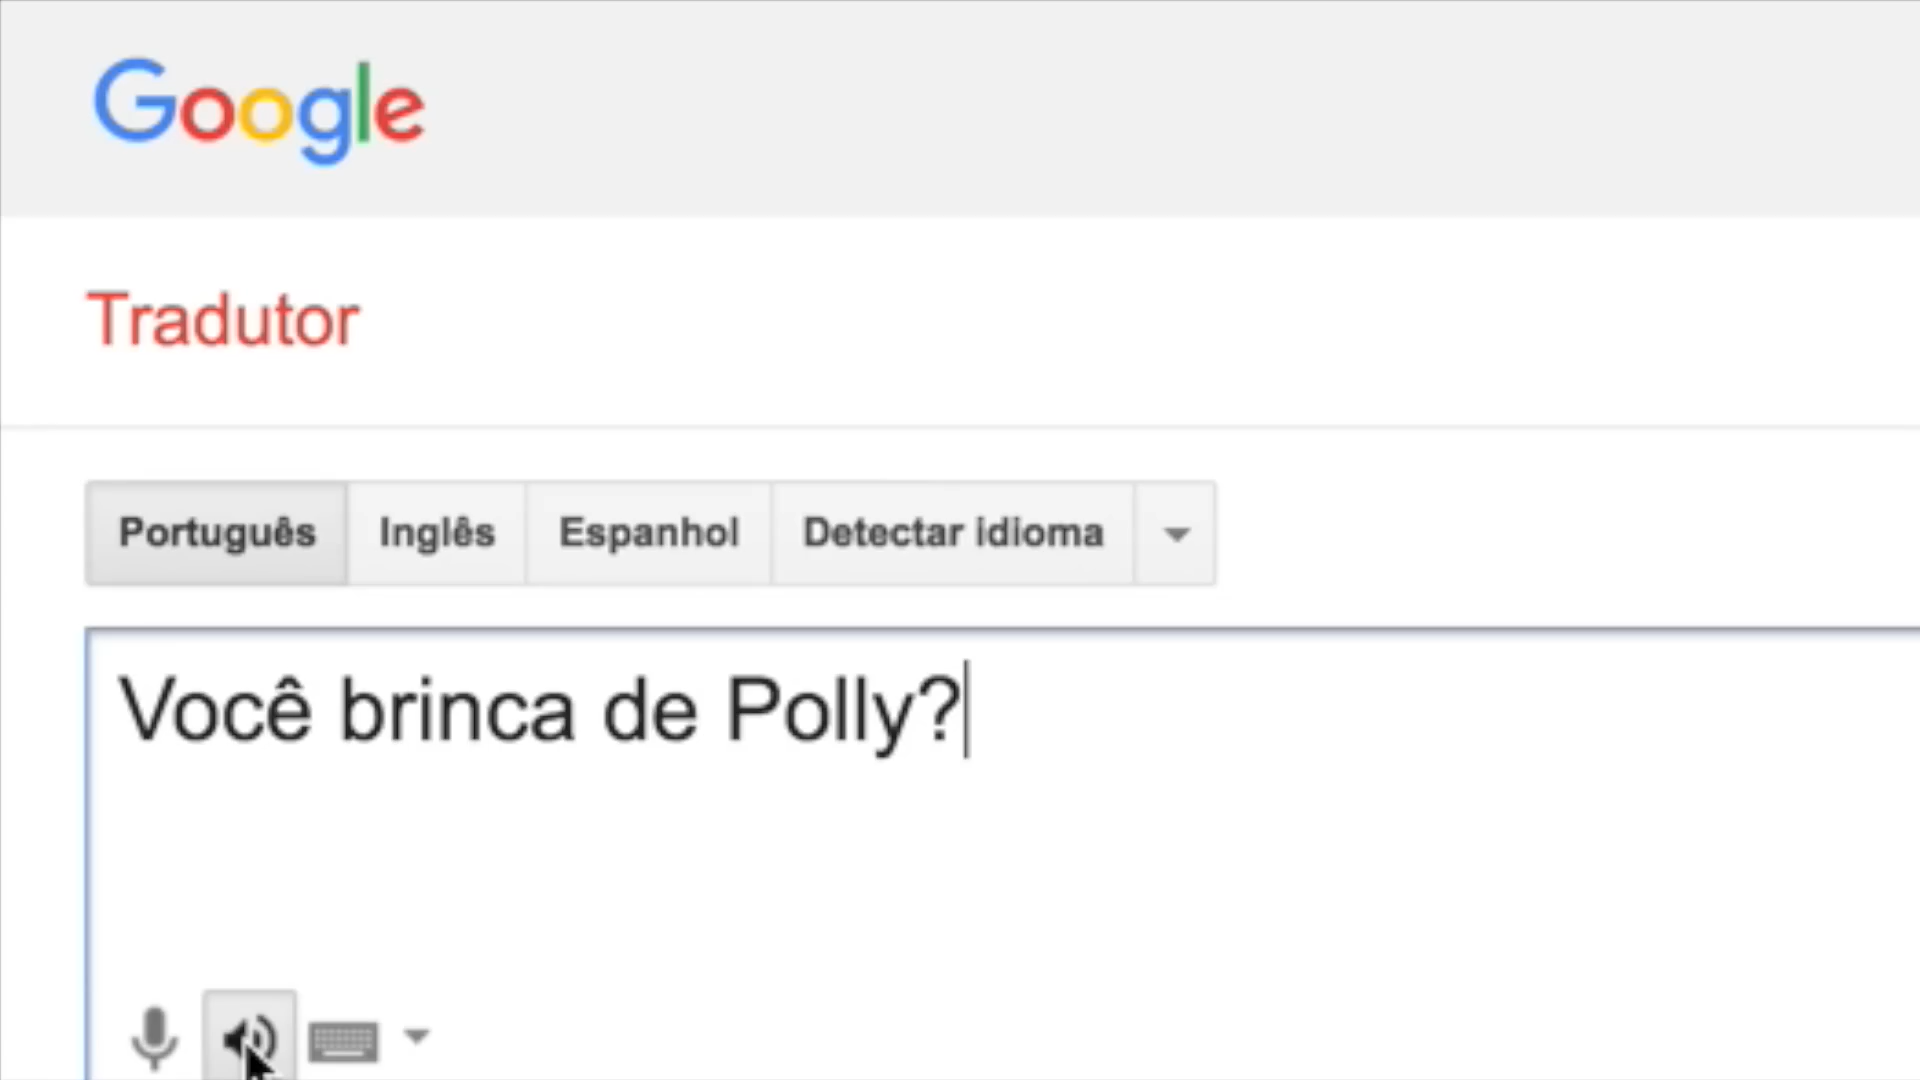 Google
Tradutor
Português Inglês Espanhol Detectar idioma
Você brinca de Polly?